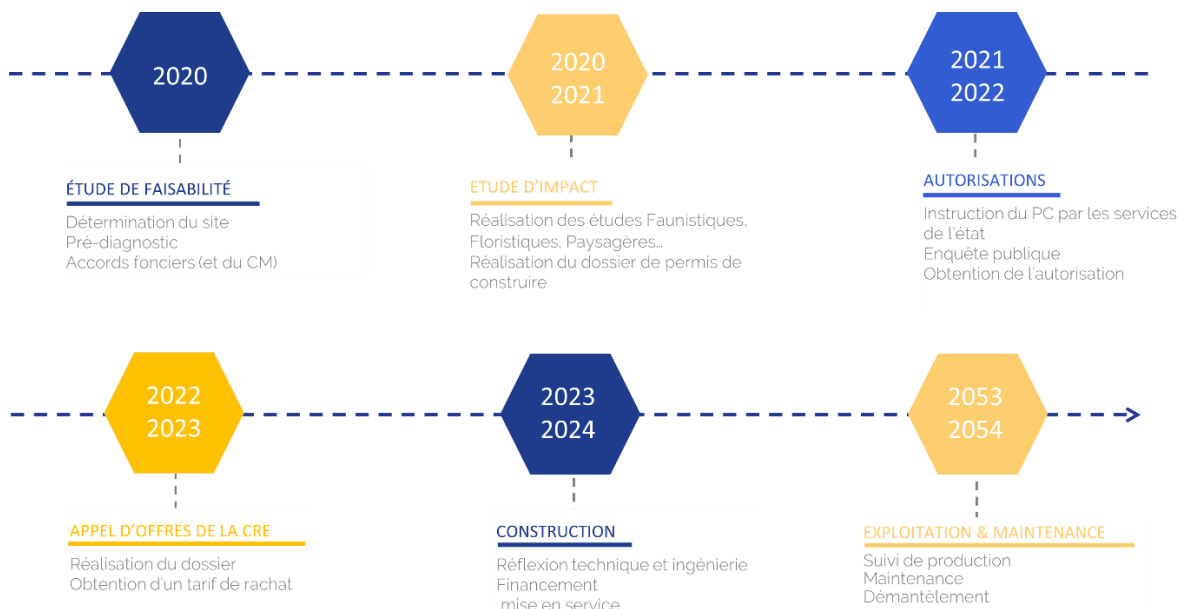 2020
2020
2021
2021
2022
ÉTUDE DE FAISABILITÉ
Détermination du site
Pré-diagnostic
Accords fonciers (et du CM)
ETUDE D'IMPACT
Réalisation des études Faunistiques,
Floristiques, Paysagères...
Réalisation du dossier de permis de
construire
AUTORISATIONS
Instruction du PC par les services
de l'état
Enquête publique
Obtention de l'autorisation
2022
2023
2023
2024
2053
2054
APPEL D'OFFRES DE LA CRE
Réalisation du dossier
Obtention d'un tarif de rachat
CONSTRUCTION
Réflexion technique et ingénierie
Financement
mise en service
EXPLOITATION & MAINTENANCE
Suivi de production
Maintenance
Démantèlement